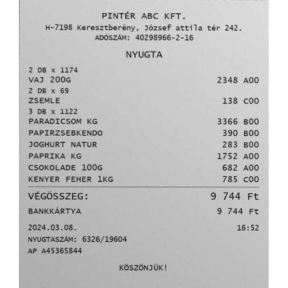 PINTÉR ABC KFT.
H-7198 Keresztberény, József attila tér 242.
ADÓSZÁM: 40298966-2-16
NYUGTA
2 DB x 1174
VAJ 200G 2348 A00
2 DB x 69
ZSEMLE 138 C00
3 DB x 1122
PARADICSOM KG 3366 B00
PAPIRZSEBKENDO 390 B00
JOGHURT NATUR 283 B00
PAPRIKA KG 1752 A00
CSOKOLADE 100G 682 A00
KENYER FEHER 1KG 785 C00
VÉGÖSSZEG: 9 744 Ft
BANKKÁRTYA 9 744 Ft
2024.03.08. 16:52
NYUGTASZÁM: 6326/19604
AP A45365844
KÖSZÖNJÜK!